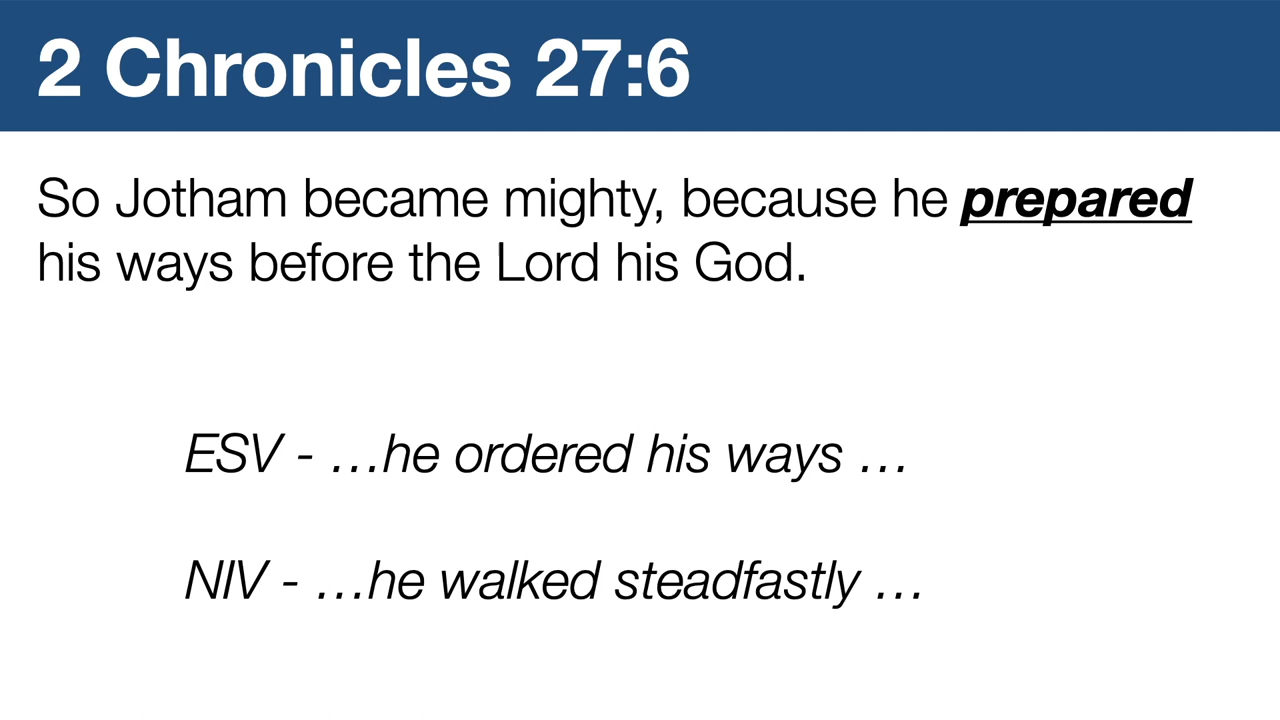 2 Chronicles 27:6
So Jotham became mighty, because he prepared
his ways before the Lord his God.
ESV - …he ordered his ways …
NIV - …he walked steadfastly …